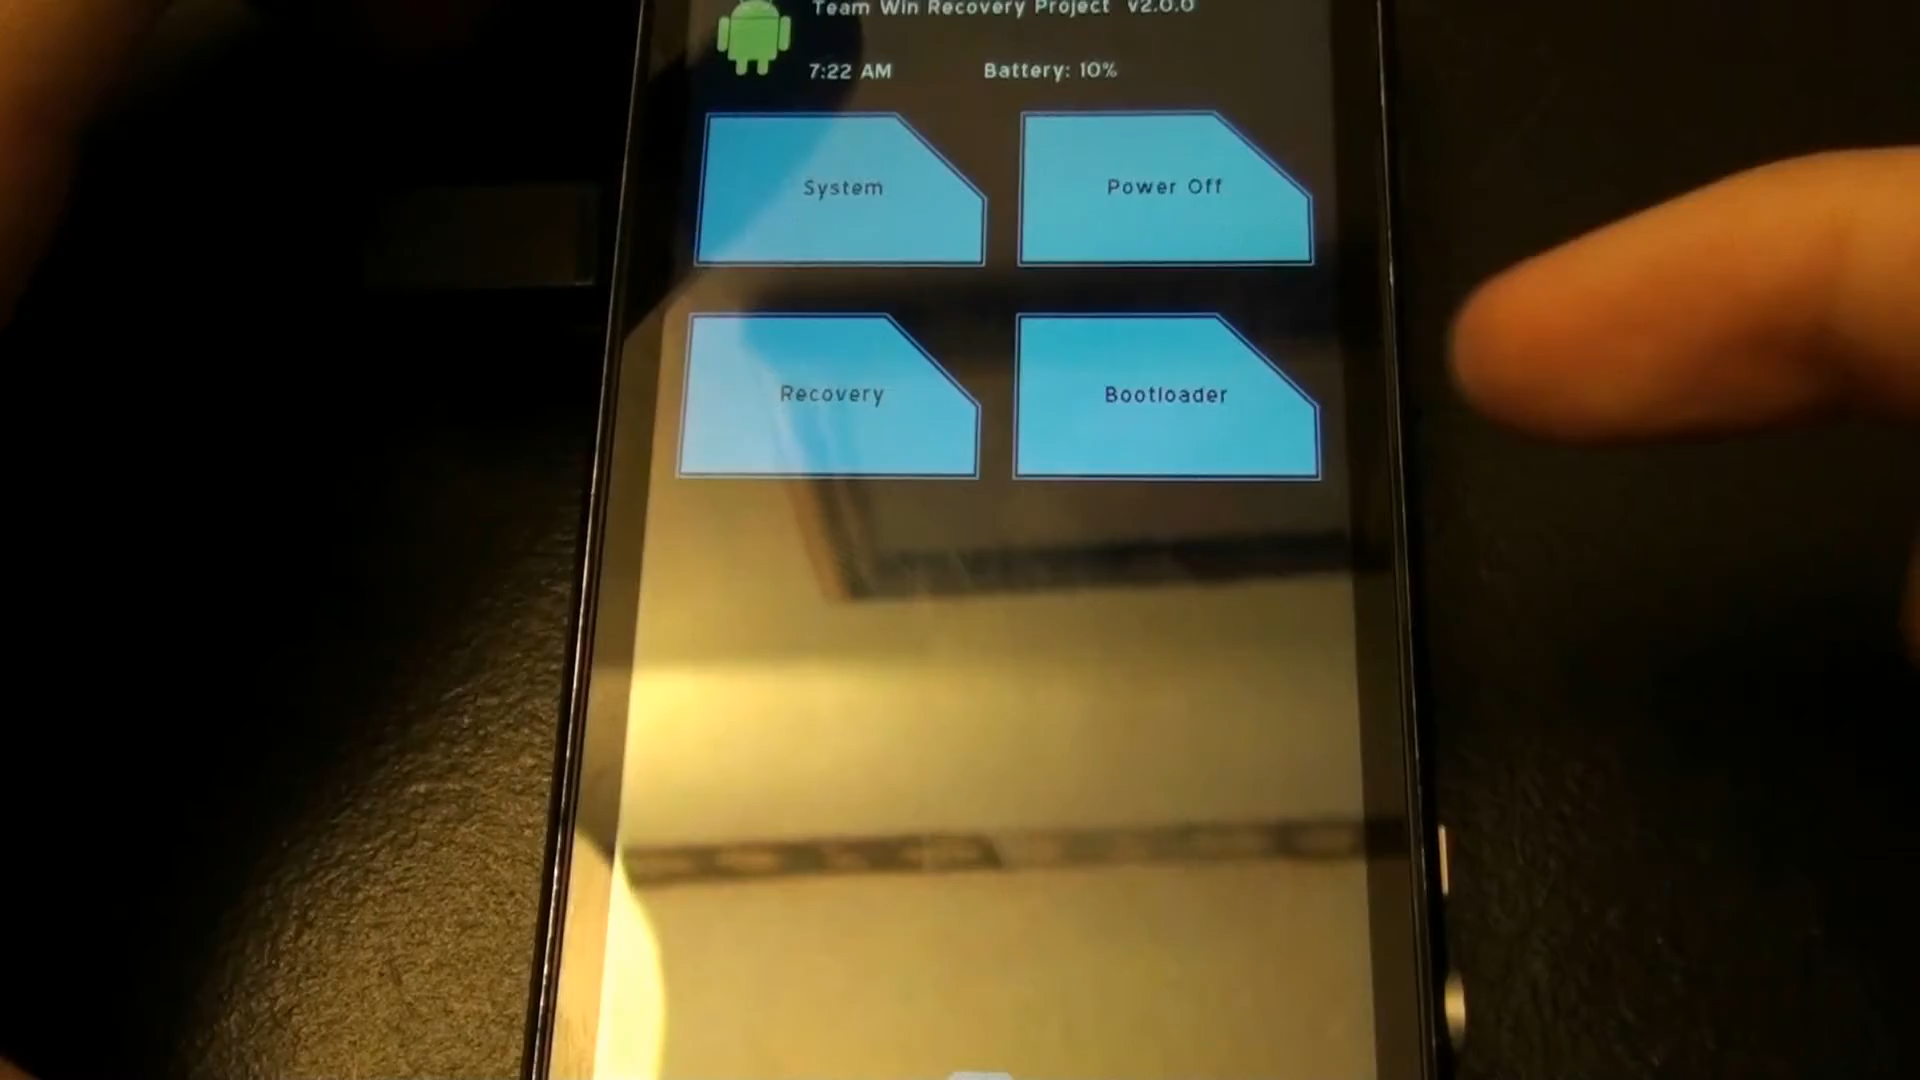 Team Win Recovery Project v2.0.0
7:22 AM Battery: 10%
System Power Off
Recovery Bootloader